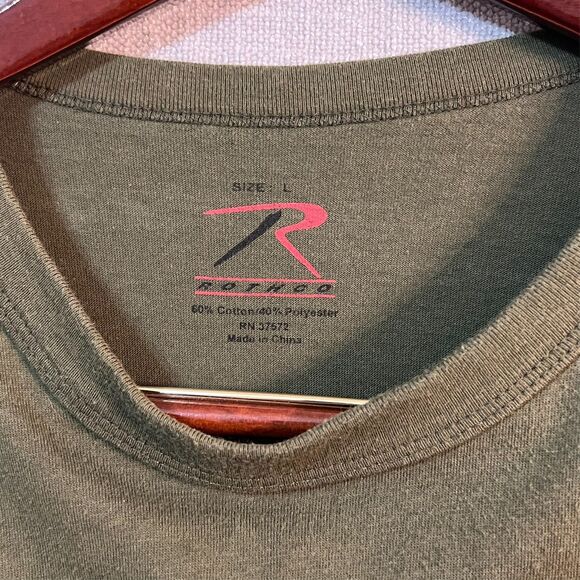 SIZE: L
R
ROTHCO
60% Cotton/40% Polyester
RN 37572
Made in China